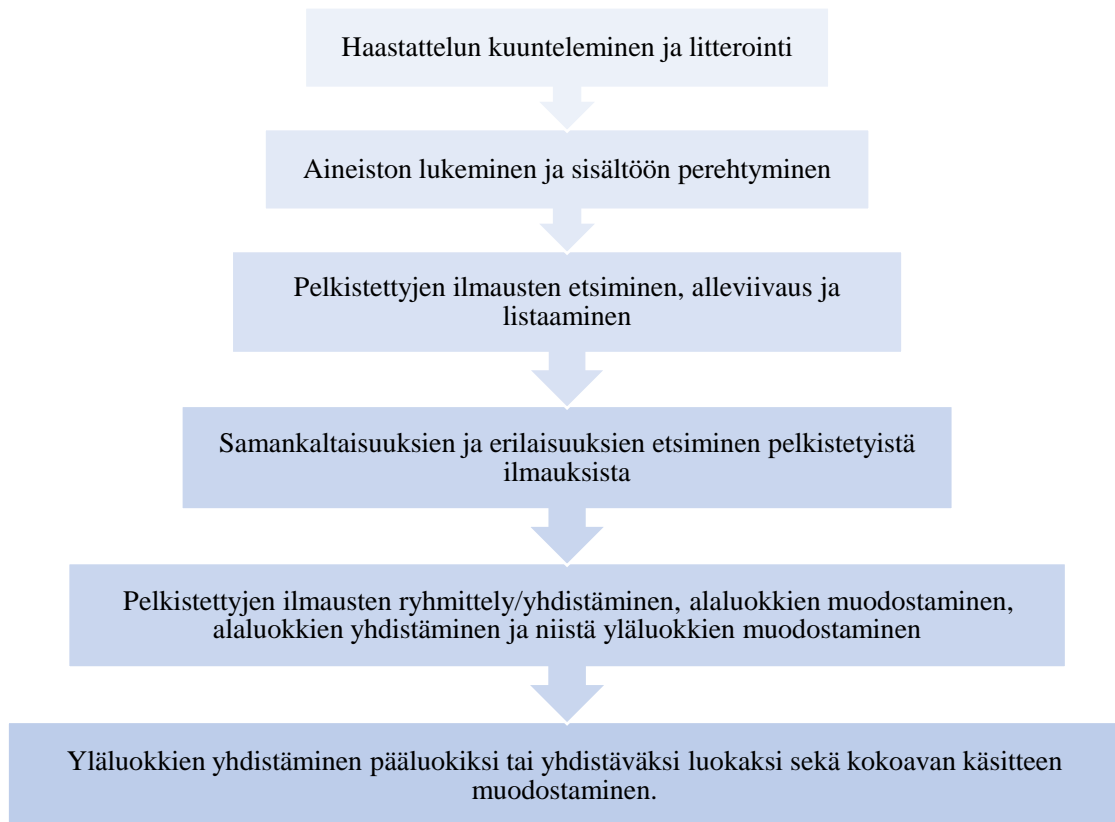 Haastattelun kuunteleminen ja litterointi
Aineiston lukeminen ja sisältöön perehtyminen
Pelkistettyjen ilmausten etsiminen, alleviivaus ja
listaaminen
Samankaltaisuuksien ja erilaisuuksien etsiminen pelkistetyistä
ilmauksista
Pelkistettyjen ilmausten ryhmittely/yhdistäminen, alaluokkien muodostaminen,
alaluokkien yhdistäminen ja niistä yläluokkien muodostaminen
Yläluokkien yhdistäminen pääluokiksi tai yhdistäväksi luokaksi sekä kokoavan käsitteen
muodostaminen.